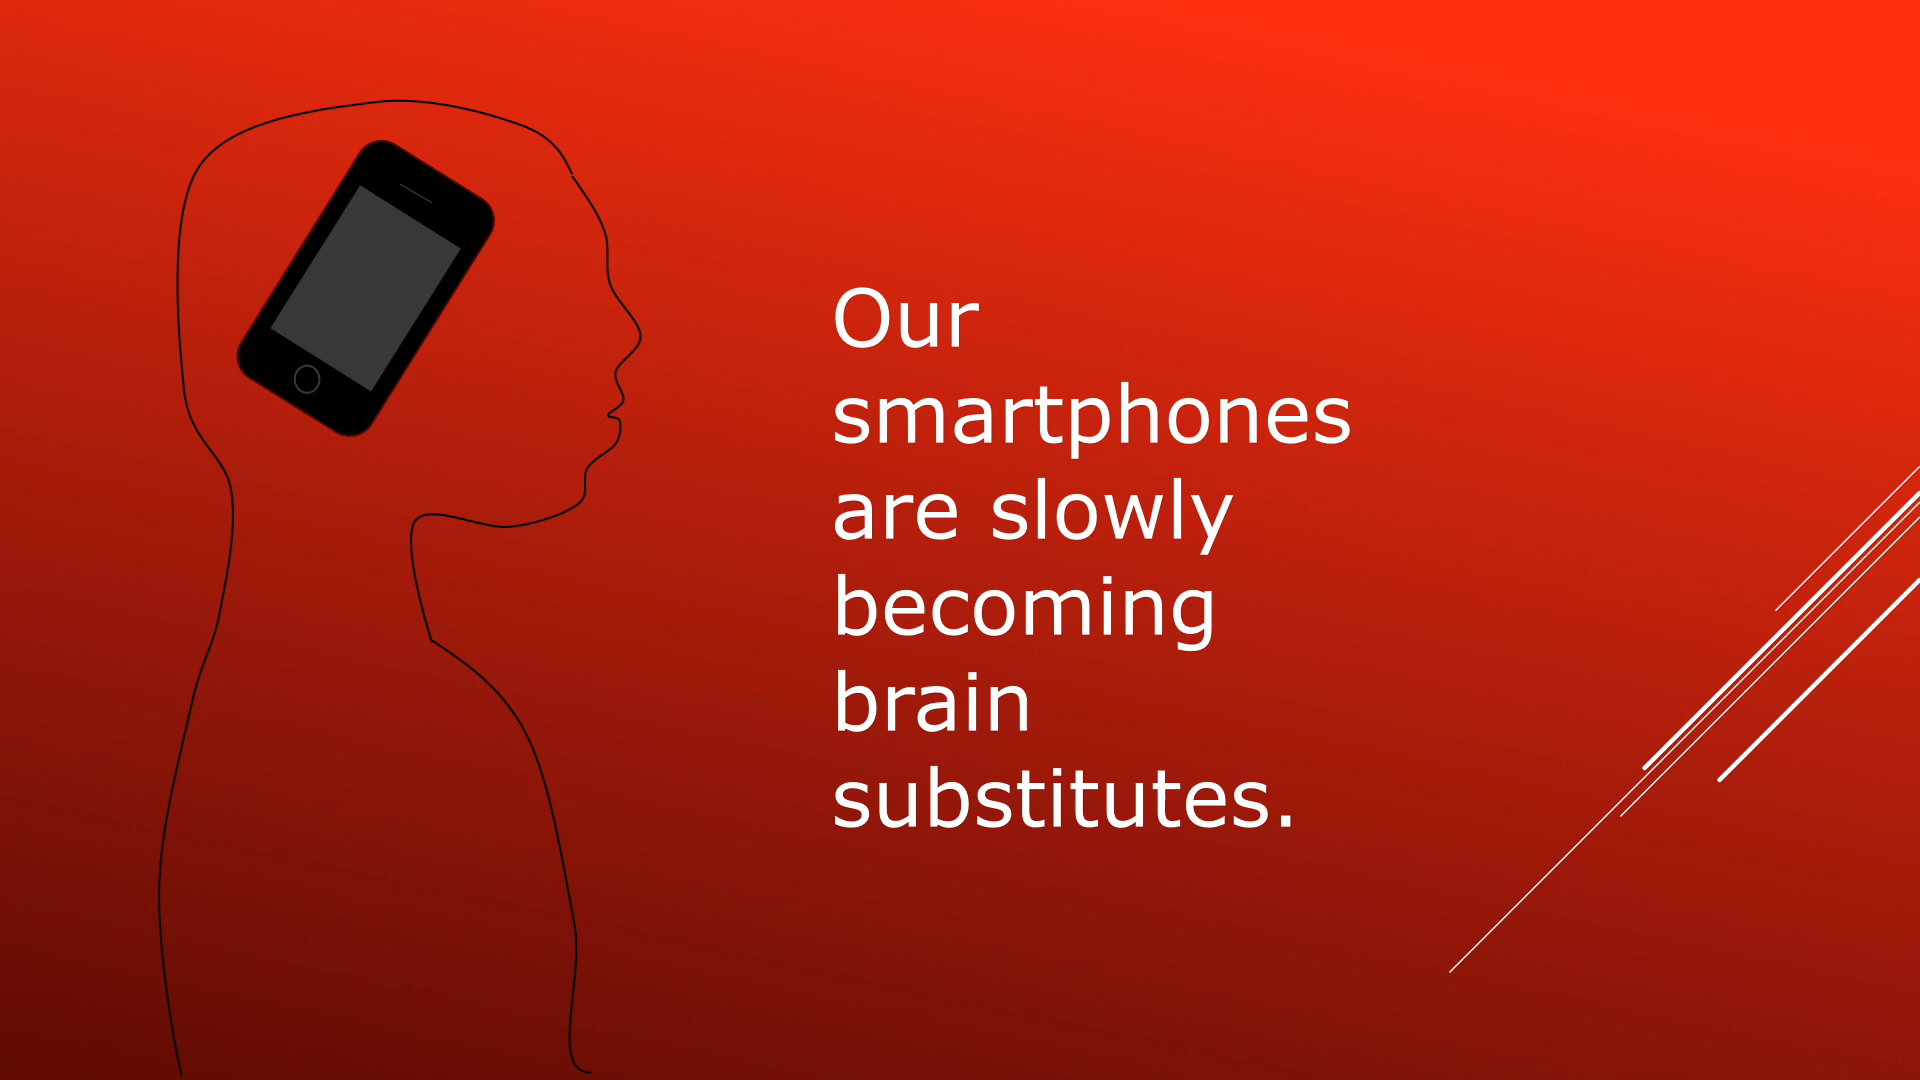 Our
smartphones
are slowly
becoming
brain
substitutes.